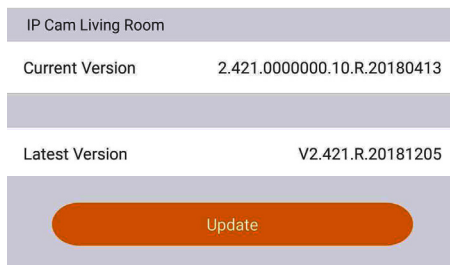 IP Cam Living Room
Current Version 2.421.0000000.10.R.20180413
Latest Version V2.421.R.20181205
Update